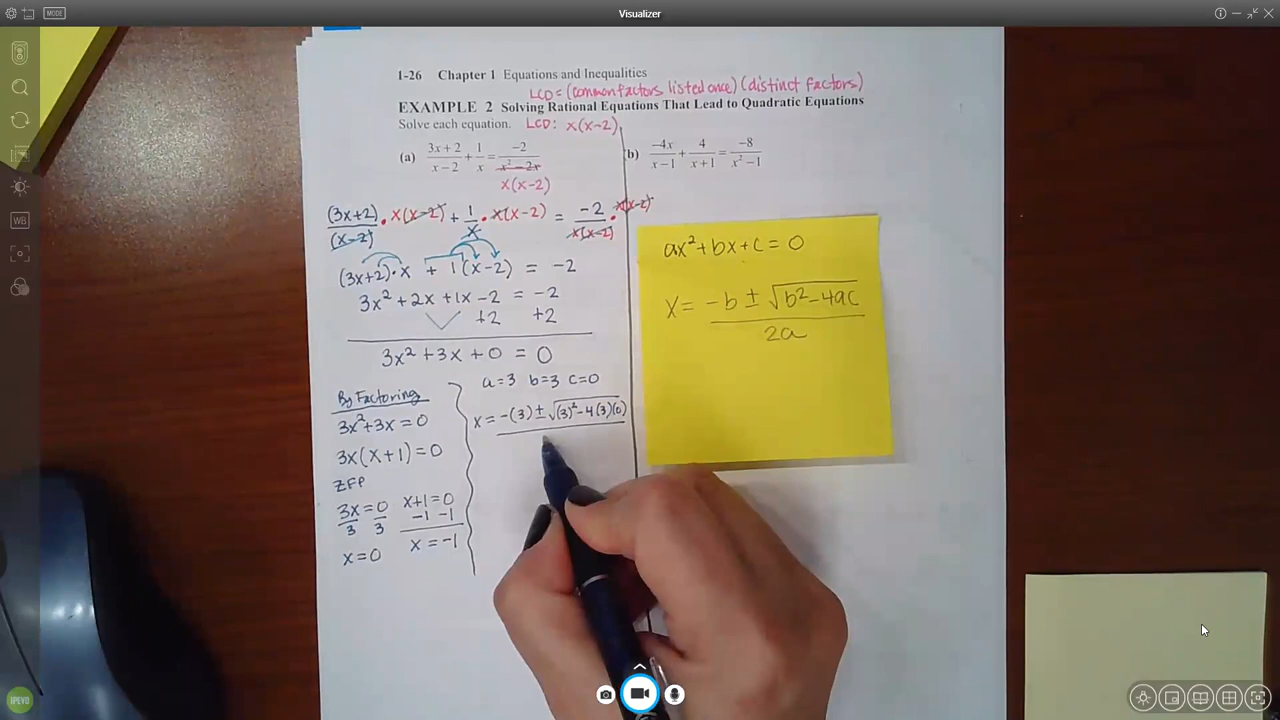 MODE
Visualizer
1-26 Chapter 1 Equations and Inequalities
LCD = (common factors listed once) (distinct factors)
EXAMPLE 2 Solving Rational Equations That Lead to Quadratic Equations
Solve each equation. LCD: x(x-2)
(a) (3x+2)/(x-2) + 1/x = -2/(x²-2x)
x(x-2)
(b) -4x/(x-1) + 4/(x+1) = -8/(x²-1)
(3x+2)/(x-2) • x(x-2) + 1/x • x(x-2) = -2/x(x-2) • x(x-2)
(3x+2)•x + 1(x-2) = -2
3x² + 2x + 1x - 2 = -2
+2 +2
3x² + 3x + 0 = 0
a=3 b=3 c=0
x = -(3) ± √(3)² - 4(3)(0)
By Factoring
3x²+3x = 0
3x(x+1) = 0
ZFP
3x = 0 x+1=0
3 3 -1 -1
x=0 x = -1
ax²+bx+c = 0
x = -b ± √b²-4ac
2a
WB
IPEVO